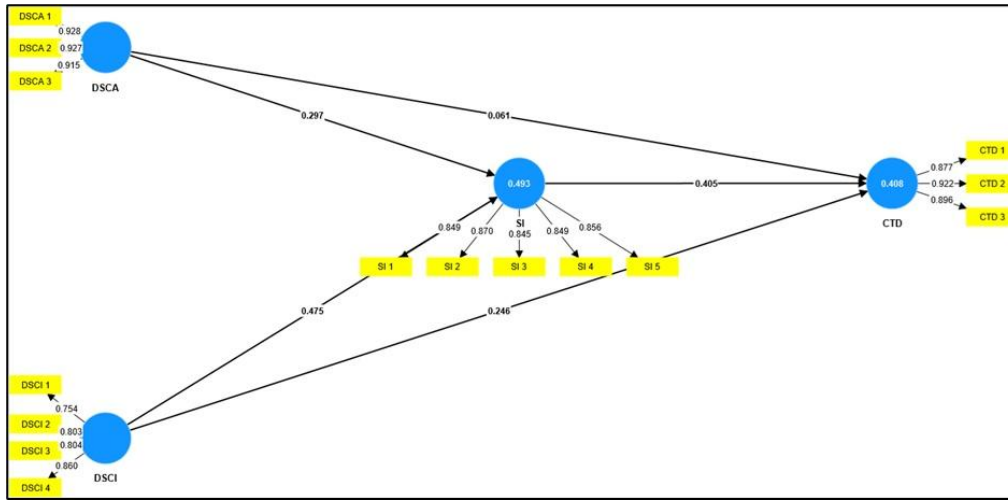 DSCA 1
0.928
DSCA 2
0.927
0.915
DSCA 3
DSCA
0.297
0.061
CTD 1
0.877
0.493
0.405
0.408
0.922
CTD 2
0.896
CTD 3
SI
CTD
0.849
0.870
0.845
0.849
0.856
SI 1
SI 2
SI 3
SI 4
SI 5
0.475
0.246
DSCI 1
0.754
DSCI 2
0.803
DSCI 3
0.804
0.860
DSCI 4
DSCI